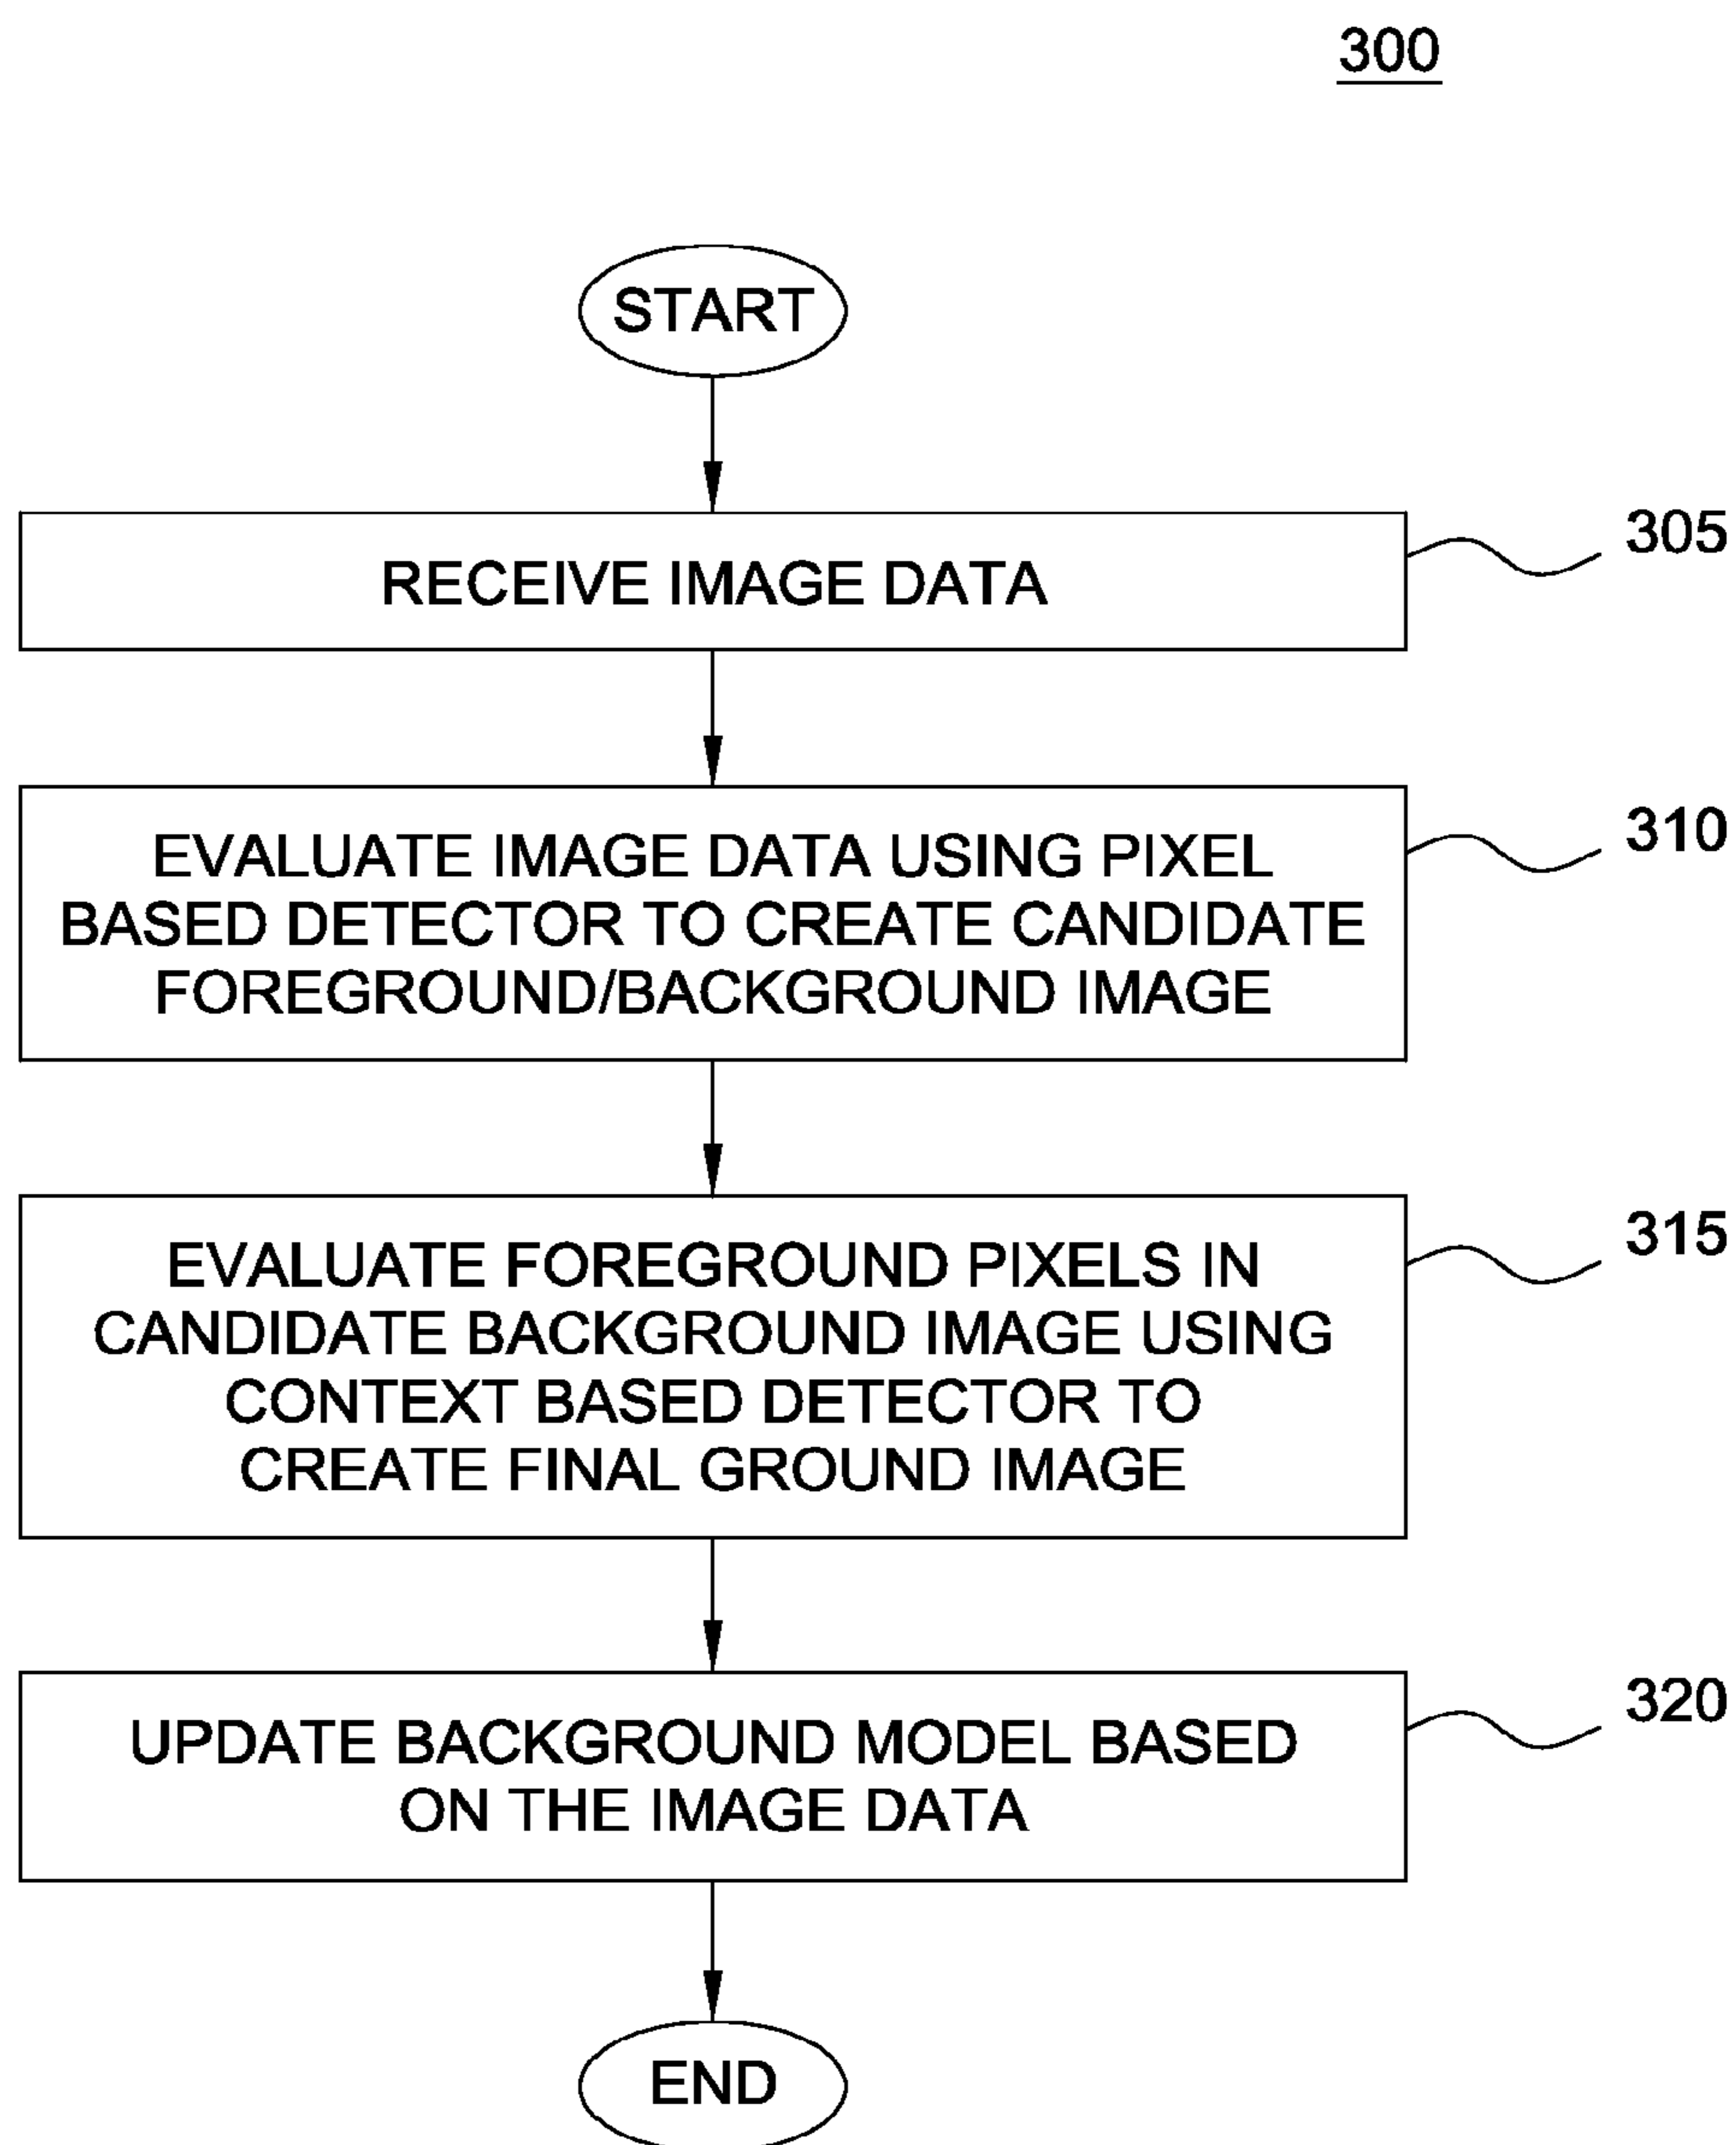 300
START
RECEIVE IMAGE DATA
305
EVALUATE IMAGE DATA USING PIXEL
BASED DETECTOR TO CREATE CANDIDATE
FOREGROUND/BACKGROUND IMAGE
310
EVALUATE FOREGROUND PIXELS IN
CANDIDATE BACKGROUND IMAGE USING
CONTEXT BASED DETECTOR TO
CREATE FINAL GROUND IMAGE
315
UPDATE BACKGROUND MODEL BASED
ON THE IMAGE DATA
320
END